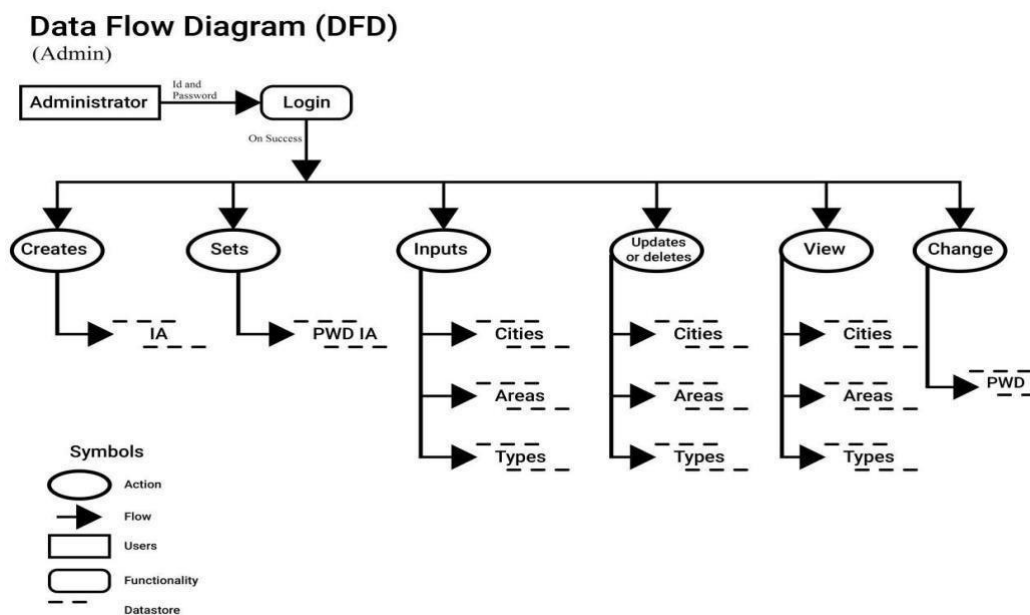 Data Flow Diagram (DFD)
(Admin)
Id and
Password
Administrator
Login
On Success
Creates
Sets
Inputs
Updates
or deletes
View
Change
IA
PWD IA
Cities
Cities
Cities
PWD
Areas
Areas
Areas
Types
Types
Types
Symbols
Action
Flow
Users
Functionality
Datastore